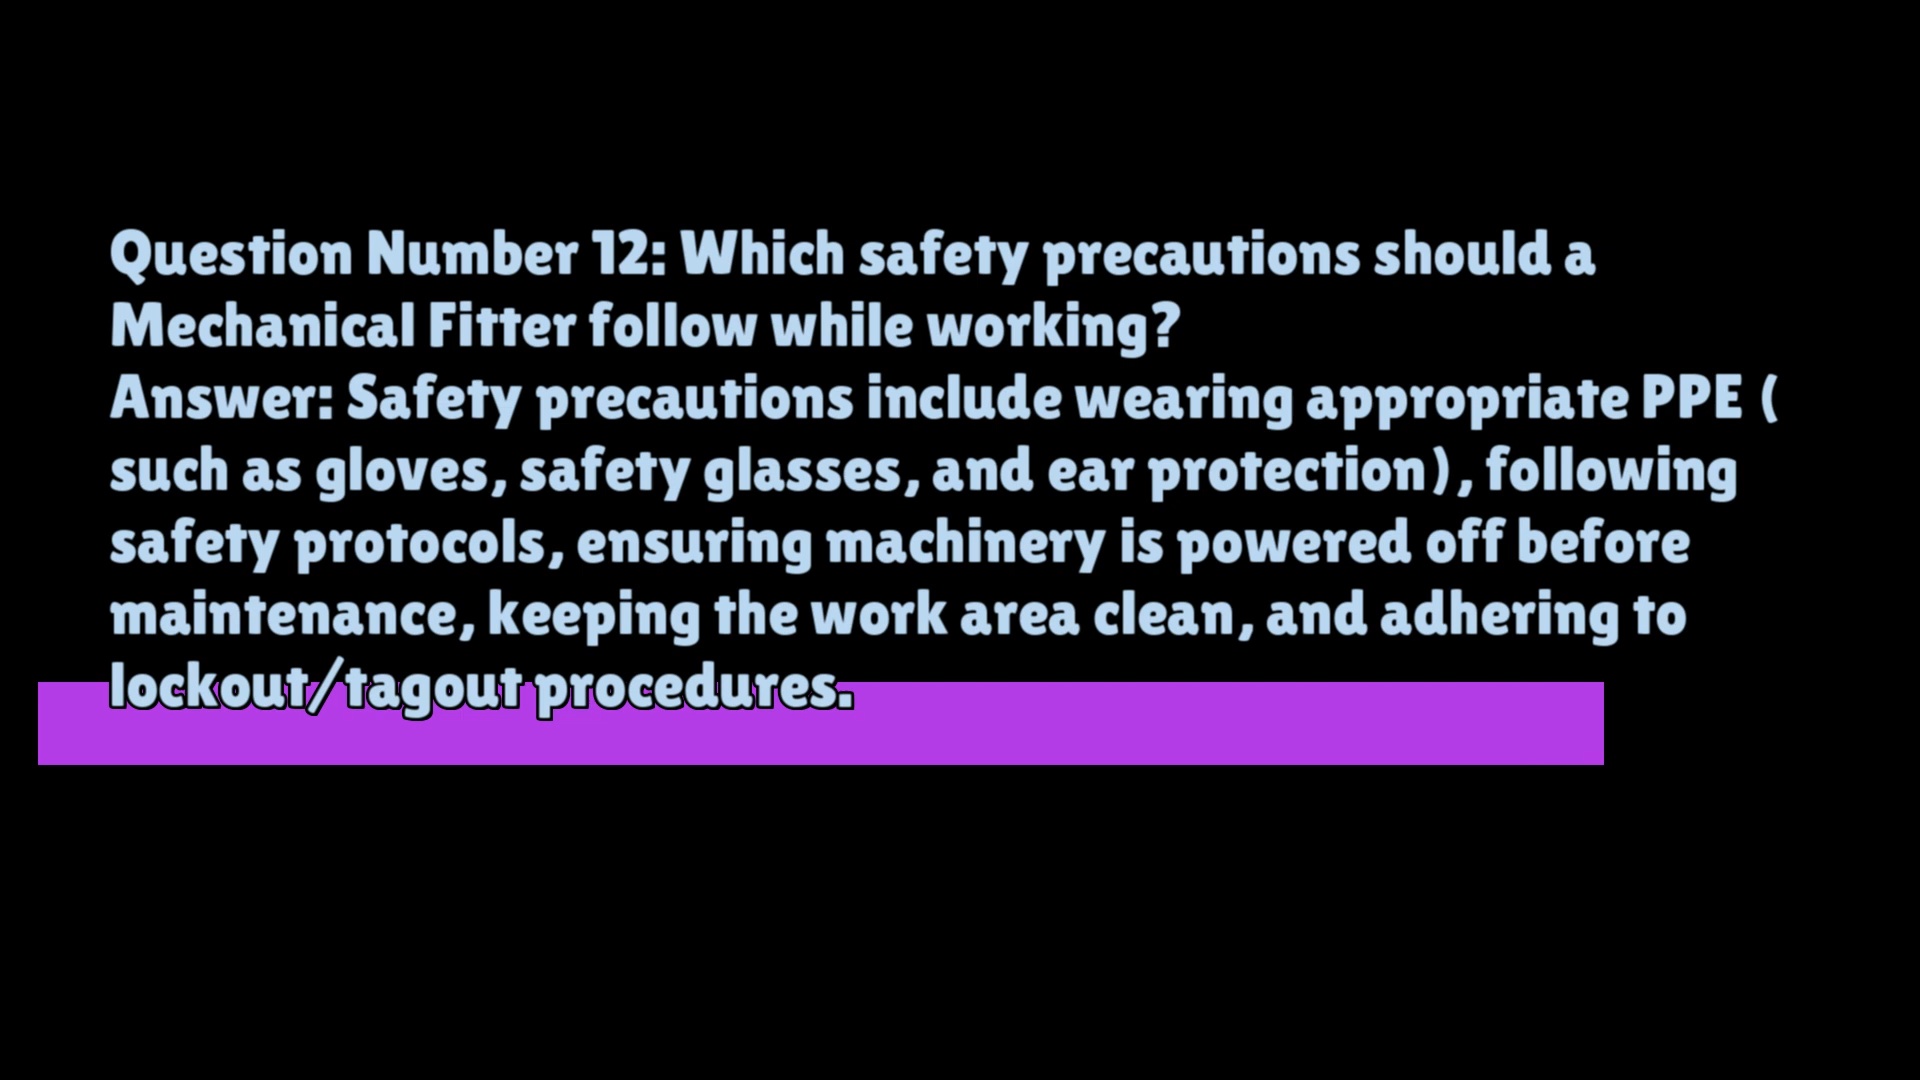 Question Number 12: Which safety precautions should a
Mechanical Fitter follow while working?
Answer: Safety precautions include wearing appropriate PPE (
such as gloves, safety glasses, and ear protection), following
safety protocols, ensuring machinery is powered off before
maintenance, keeping the work area clean, and adhering to
lockout/tagout procedures.